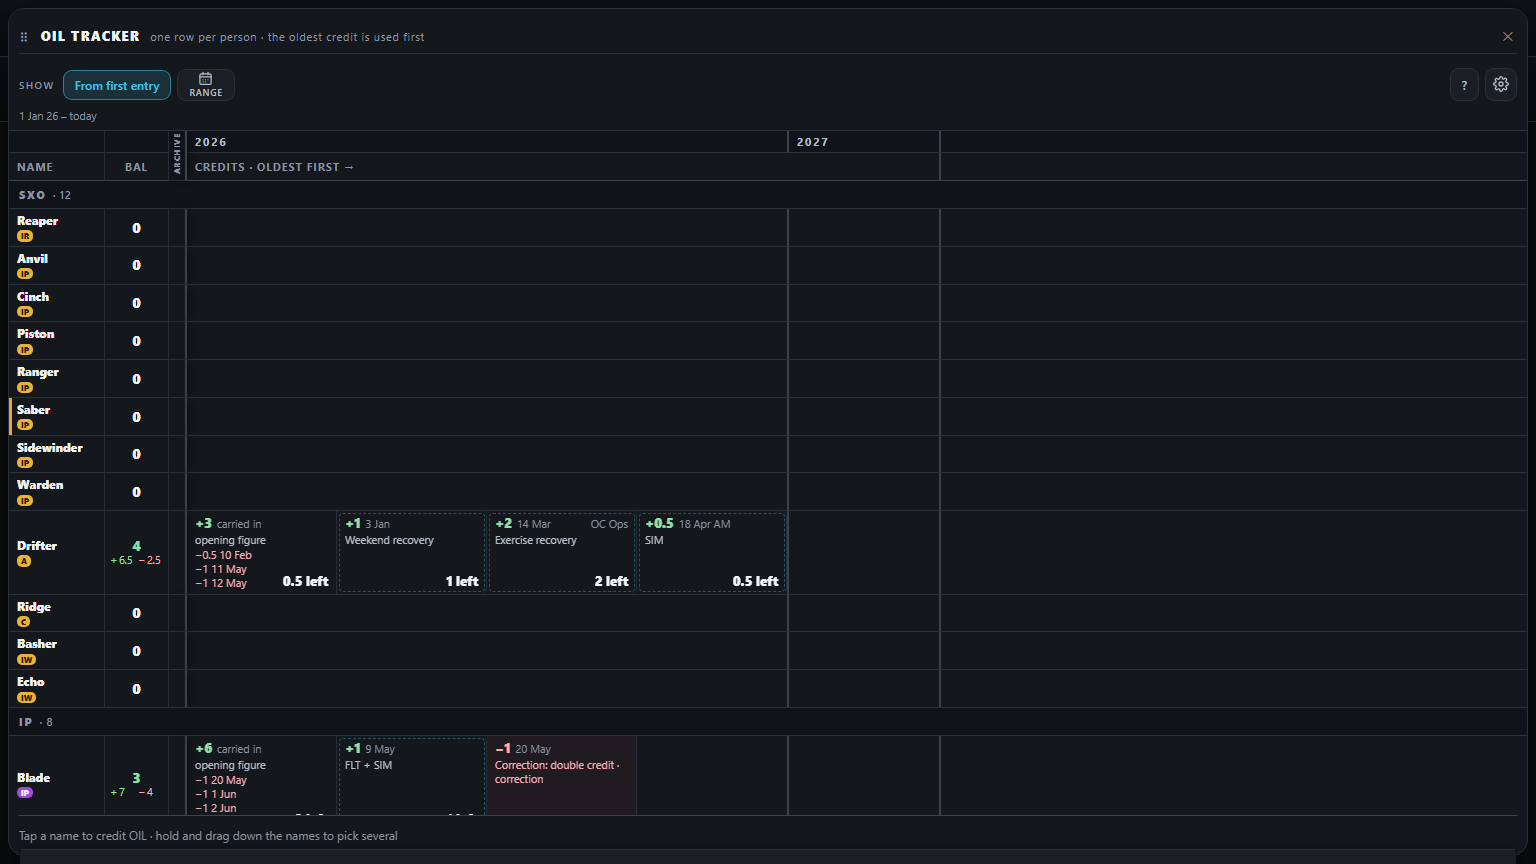 OIL TRACKER one row per person · the oldest credit is used first
SHOW From first entry RANGE ?
1 Jan 26 – today
ARCHIVE 2026 2027
NAME BAL CREDITS · OLDEST FIRST →
SXO · 12
Reaper 0
IR
Anvil 0
IP
Cinch 0
IP
Piston 0
IP
Ranger 0
IP
Saber 0
IP
Sidewinder 0
IP
Warden 0
IP
Drifter
A
4
+6.5 −2.5
+3 carried in
opening figure
−0.5 10 Feb
−1 11 May
−1 12 May
0.5 left
+1 3 Jan
Weekend recovery
1 left
+2 14 Mar OC Ops
Exercise recovery
2 left
+0.5 18 Apr AM
SIM
0.5 left
Ridge 0
C
Basher 0
IW
Echo 0
IW
IP · 8
Blade
IP
3
+7 −4
+6 carried in
opening figure
−1 20 May
−1 1 Jun
−1 2 Jun
+1 9 May
FLT + SIM
−1 20 May
Correction: double credit ·
correction
Tap a name to credit OIL · hold and drag down the names to pick several